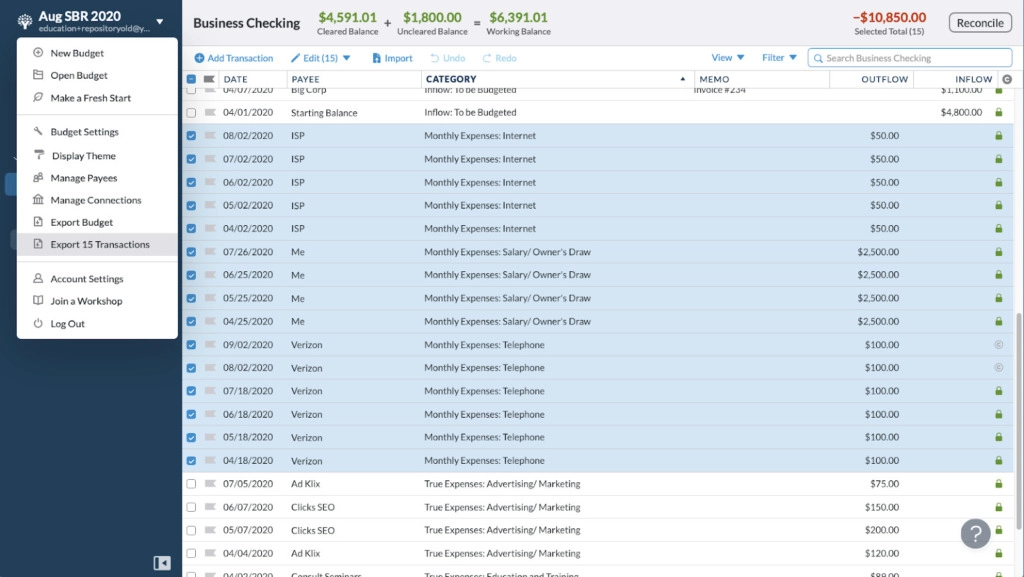 Aug SBR 2020
education+repositoryold@y...
New Budget
Open Budget
Make a Fresh Start
Budget Settings
Display Theme
Manage Payees
Manage Connections
Export Budget
Export 15 Transactions
Account Settings
Join a Workshop
Log Out
Business Checking
$4,591.01 + $1,800.00 = $6,391.01
Cleared Balance Uncleared Balance Working Balance
-$10,850.00
Selected Total (15)
Reconcile
Add Transaction Edit (15) Import Undo Redo View Filter Search Business Checking
DATE PAYEE CATEGORY MEMO OUTFLOW INFLOW C
04/07/2020 Big Corp Inflow: To be Budgeted Invoice #234 $1,100.00
04/01/2020 Starting Balance Inflow: To be Budgeted $4,800.00
08/02/2020 ISP Monthly Expenses: Internet $50.00
07/02/2020 ISP Monthly Expenses: Internet $50.00
06/02/2020 ISP Monthly Expenses: Internet $50.00
05/02/2020 ISP Monthly Expenses: Internet $50.00
04/02/2020 ISP Monthly Expenses: Internet $50.00
07/26/2020 Me Monthly Expenses: Salary/ Owner's Draw $2,500.00
06/25/2020 Me Monthly Expenses: Salary/ Owner's Draw $2,500.00
05/25/2020 Me Monthly Expenses: Salary/ Owner's Draw $2,500.00
04/25/2020 Me Monthly Expenses: Salary/ Owner's Draw $2,500.00
09/02/2020 Verizon Monthly Expenses: Telephone $100.00
08/02/2020 Verizon Monthly Expenses: Telephone $100.00
07/18/2020 Verizon Monthly Expenses: Telephone $100.00
06/18/2020 Verizon Monthly Expenses: Telephone $100.00
05/18/2020 Verizon Monthly Expenses: Telephone $100.00
04/18/2020 Verizon Monthly Expenses: Telephone $100.00
07/05/2020 Ad Klix True Expenses: Advertising/ Marketing $75.00
06/07/2020 Clicks SEO True Expenses: Advertising/ Marketing $150.00
05/07/2020 Clicks SEO True Expenses: Advertising/ Marketing $200.00
04/04/2020 Ad Klix True Expenses: Advertising/ Marketing $120.00
04/02/2020 Consult Seminars True Expenses: Education and Training
?